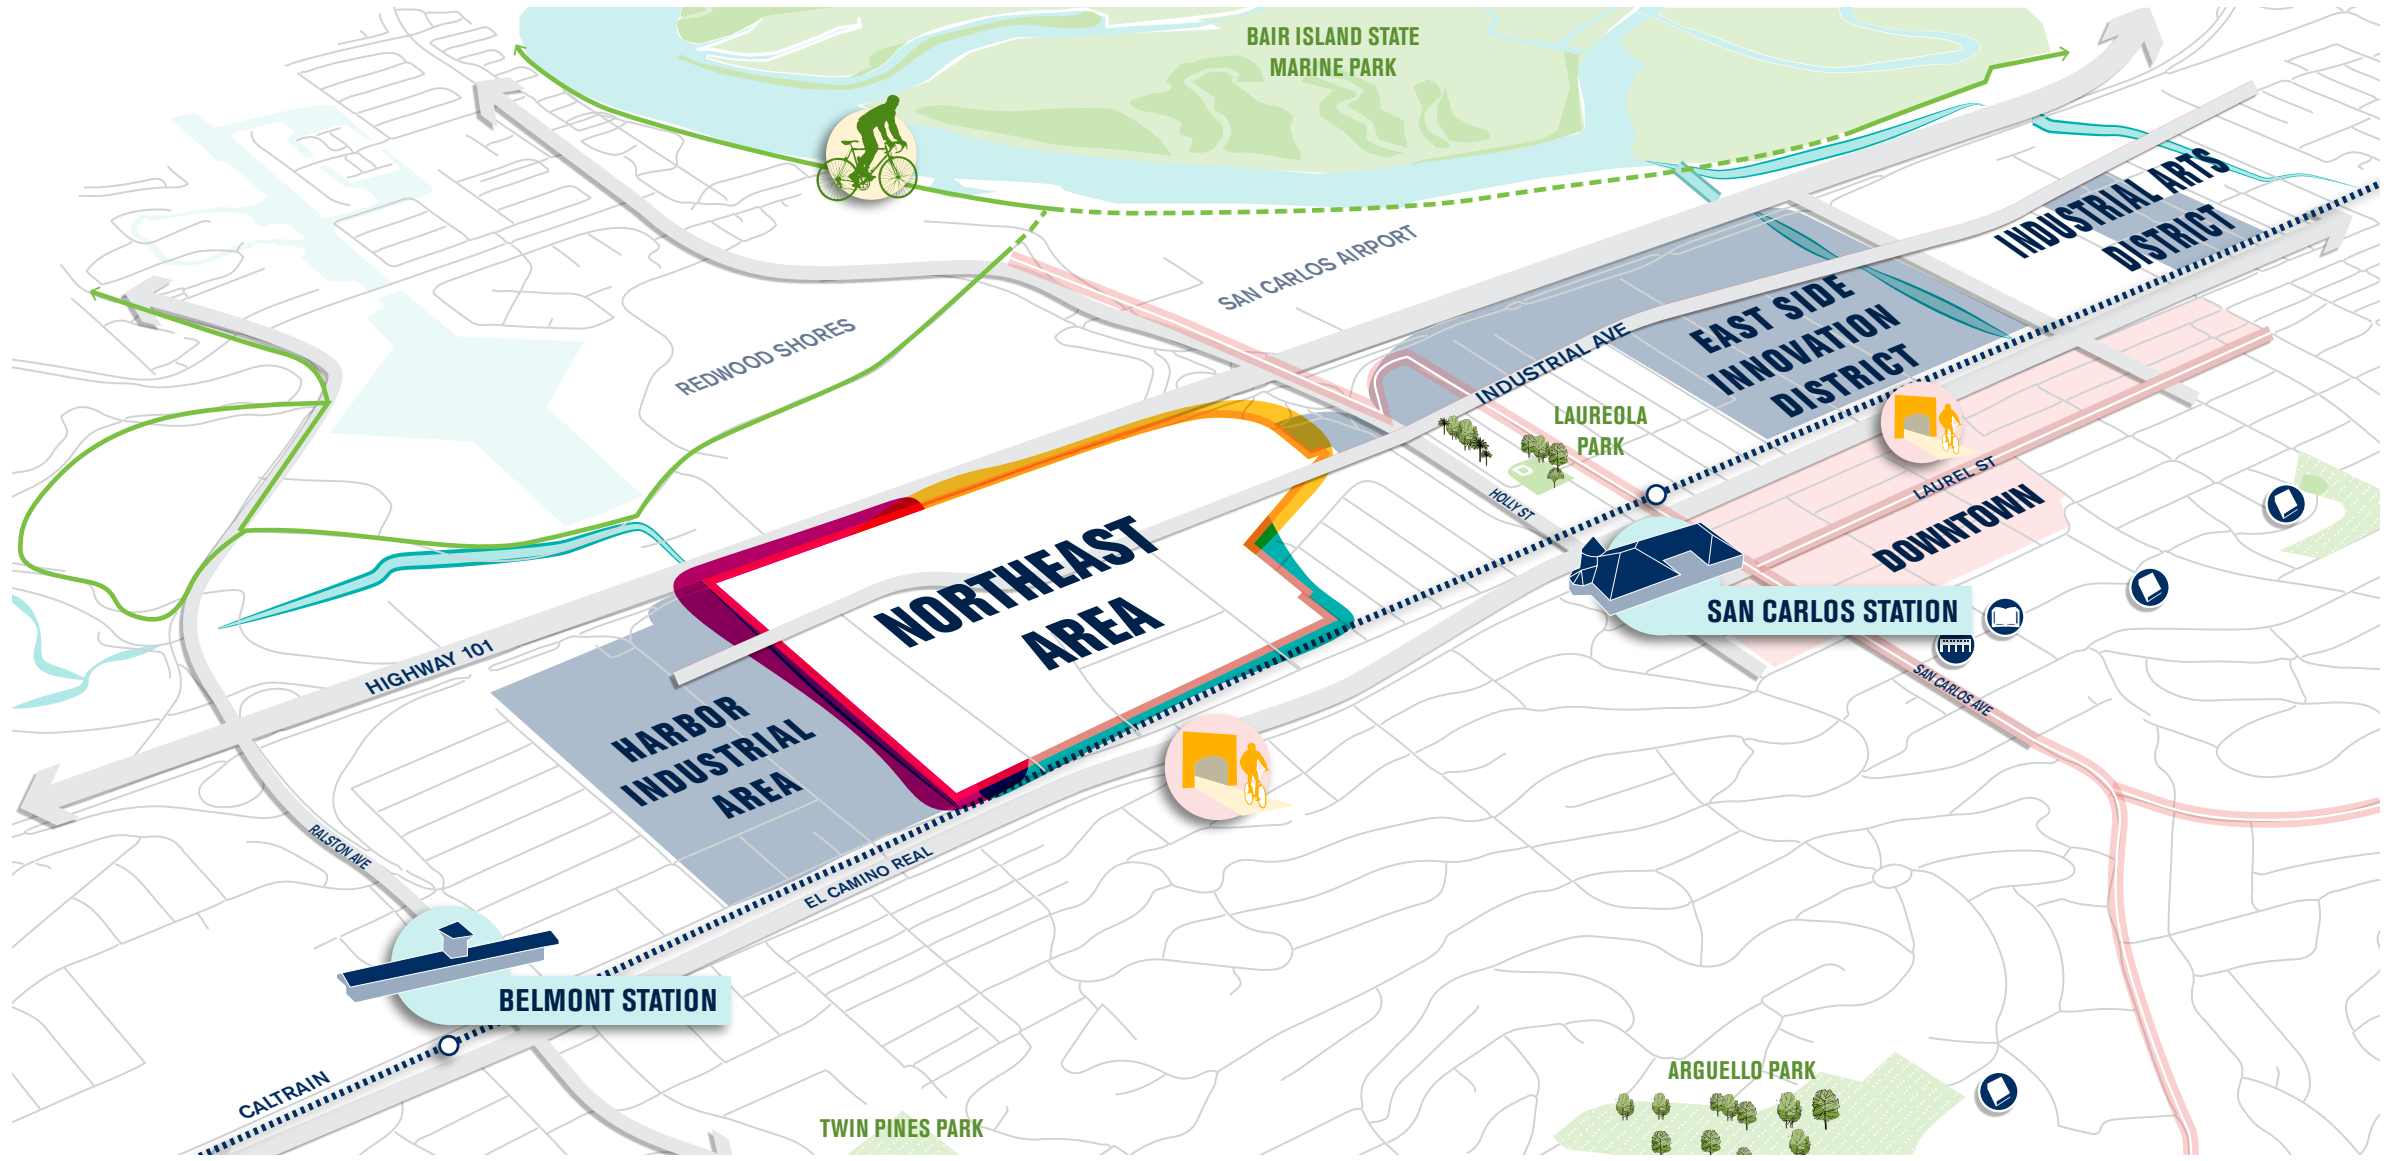 BAIR ISLAND STATE
MARINE PARK
INDUSTRIAL ARTS
DISTRICT
SAN CARLOS AIRPORT
REDWOOD SHORES
EAST SIDE
INNOVATION
DISTRICT
INDUSTRIAL AVE
LAUREOLA
PARK
HOLLY ST
LAUREL ST
DOWNTOWN
NORTHEAST
AREA
SAN CARLOS STATION
SAN CARLOS AVE
HIGHWAY 101
HARBOR
INDUSTRIAL
AREA
RALSTON AVE
EL CAMINO REAL
BELMONT STATION
CALTRAIN
TWIN PINES PARK
ARGUELLO PARK